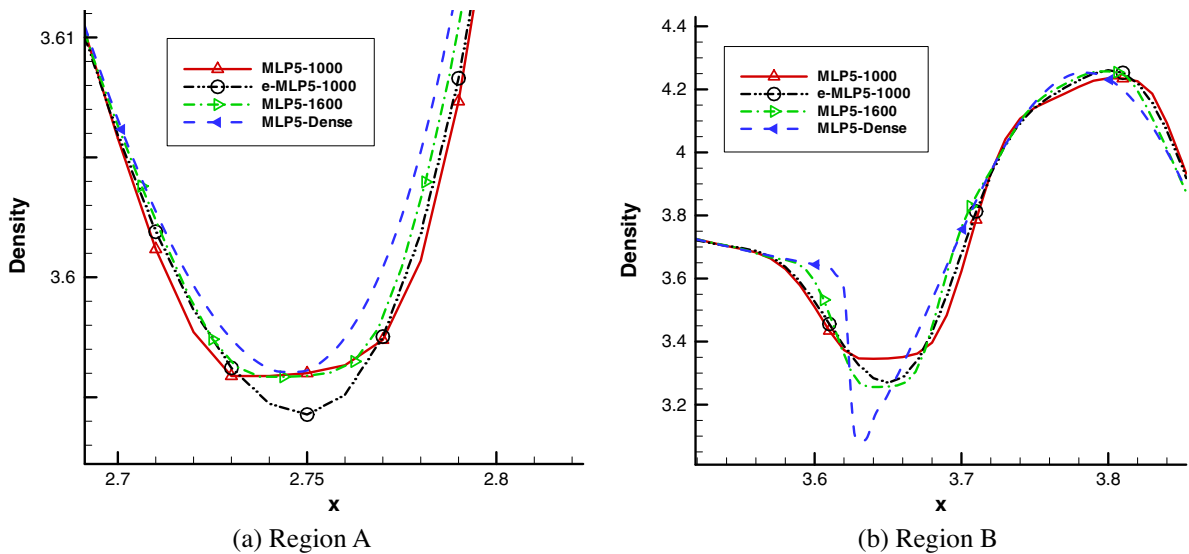 3.61
3.6
Density
2.7
2.75
2.8
x
MLP5-1000
e-MLP5-1000
MLP5-1600
MLP5-Dense
(a) Region A
4.4
4.2
4
3.8
3.6
3.4
3.2
Density
3.6
3.7
3.8
x
MLP5-1000
e-MLP5-1000
MLP5-1600
MLP5-Dense
(b) Region B